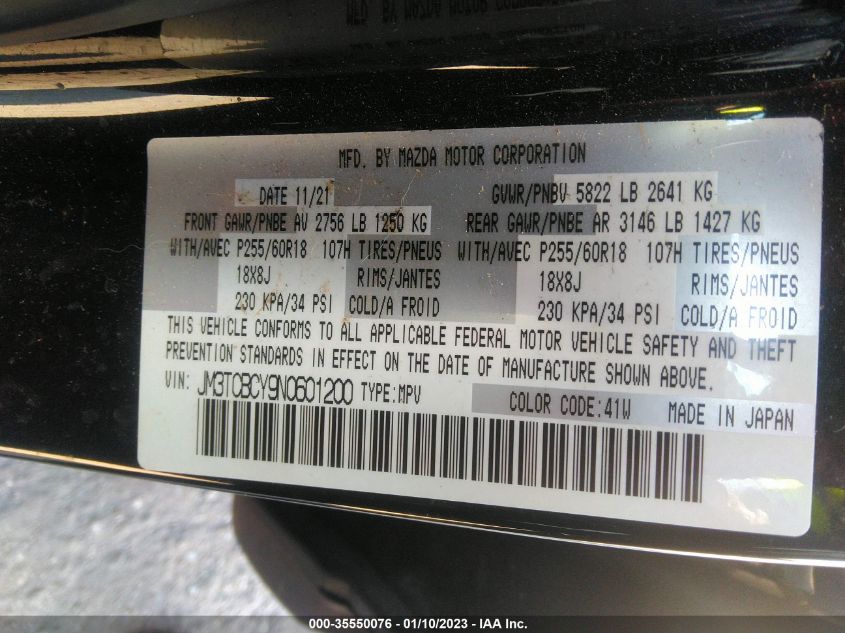 MFD. BY MAZDA MOTOR CORPORATION
DATE 11/21 GVWR/PNBV 5822 LB 2641 KG
FRONT GAWR/PNBE AV 2756 LB 1250 KG REAR GAWR/PNBE AR 3146 LB 1427 KG
WITH/AVEC P255/60R18 107H TIRES/PNEUS WITH/AVEC P255/60R18 107H TIRES/PNEUS
18X8J RIMS/JANTES 18X8J RIMS/JANTES
230 KPA/34 PSI COLD/A FROID 230 KPA/34 PSI COLD/A FROID
THIS VEHICLE CONFORMS TO ALL APPLICABLE FEDERAL MOTOR VEHICLE SAFETY AND THEFT
PREVENTION STANDARDS IN EFFECT ON THE DATE OF MANUFACTURE SHOWN ABOVE.
VIN: JM3TCBCY9N0601200 TYPE:MPV COLOR CODE:41W MADE IN JAPAN
000-35550076 - 01/10/2023 - IAA Inc.